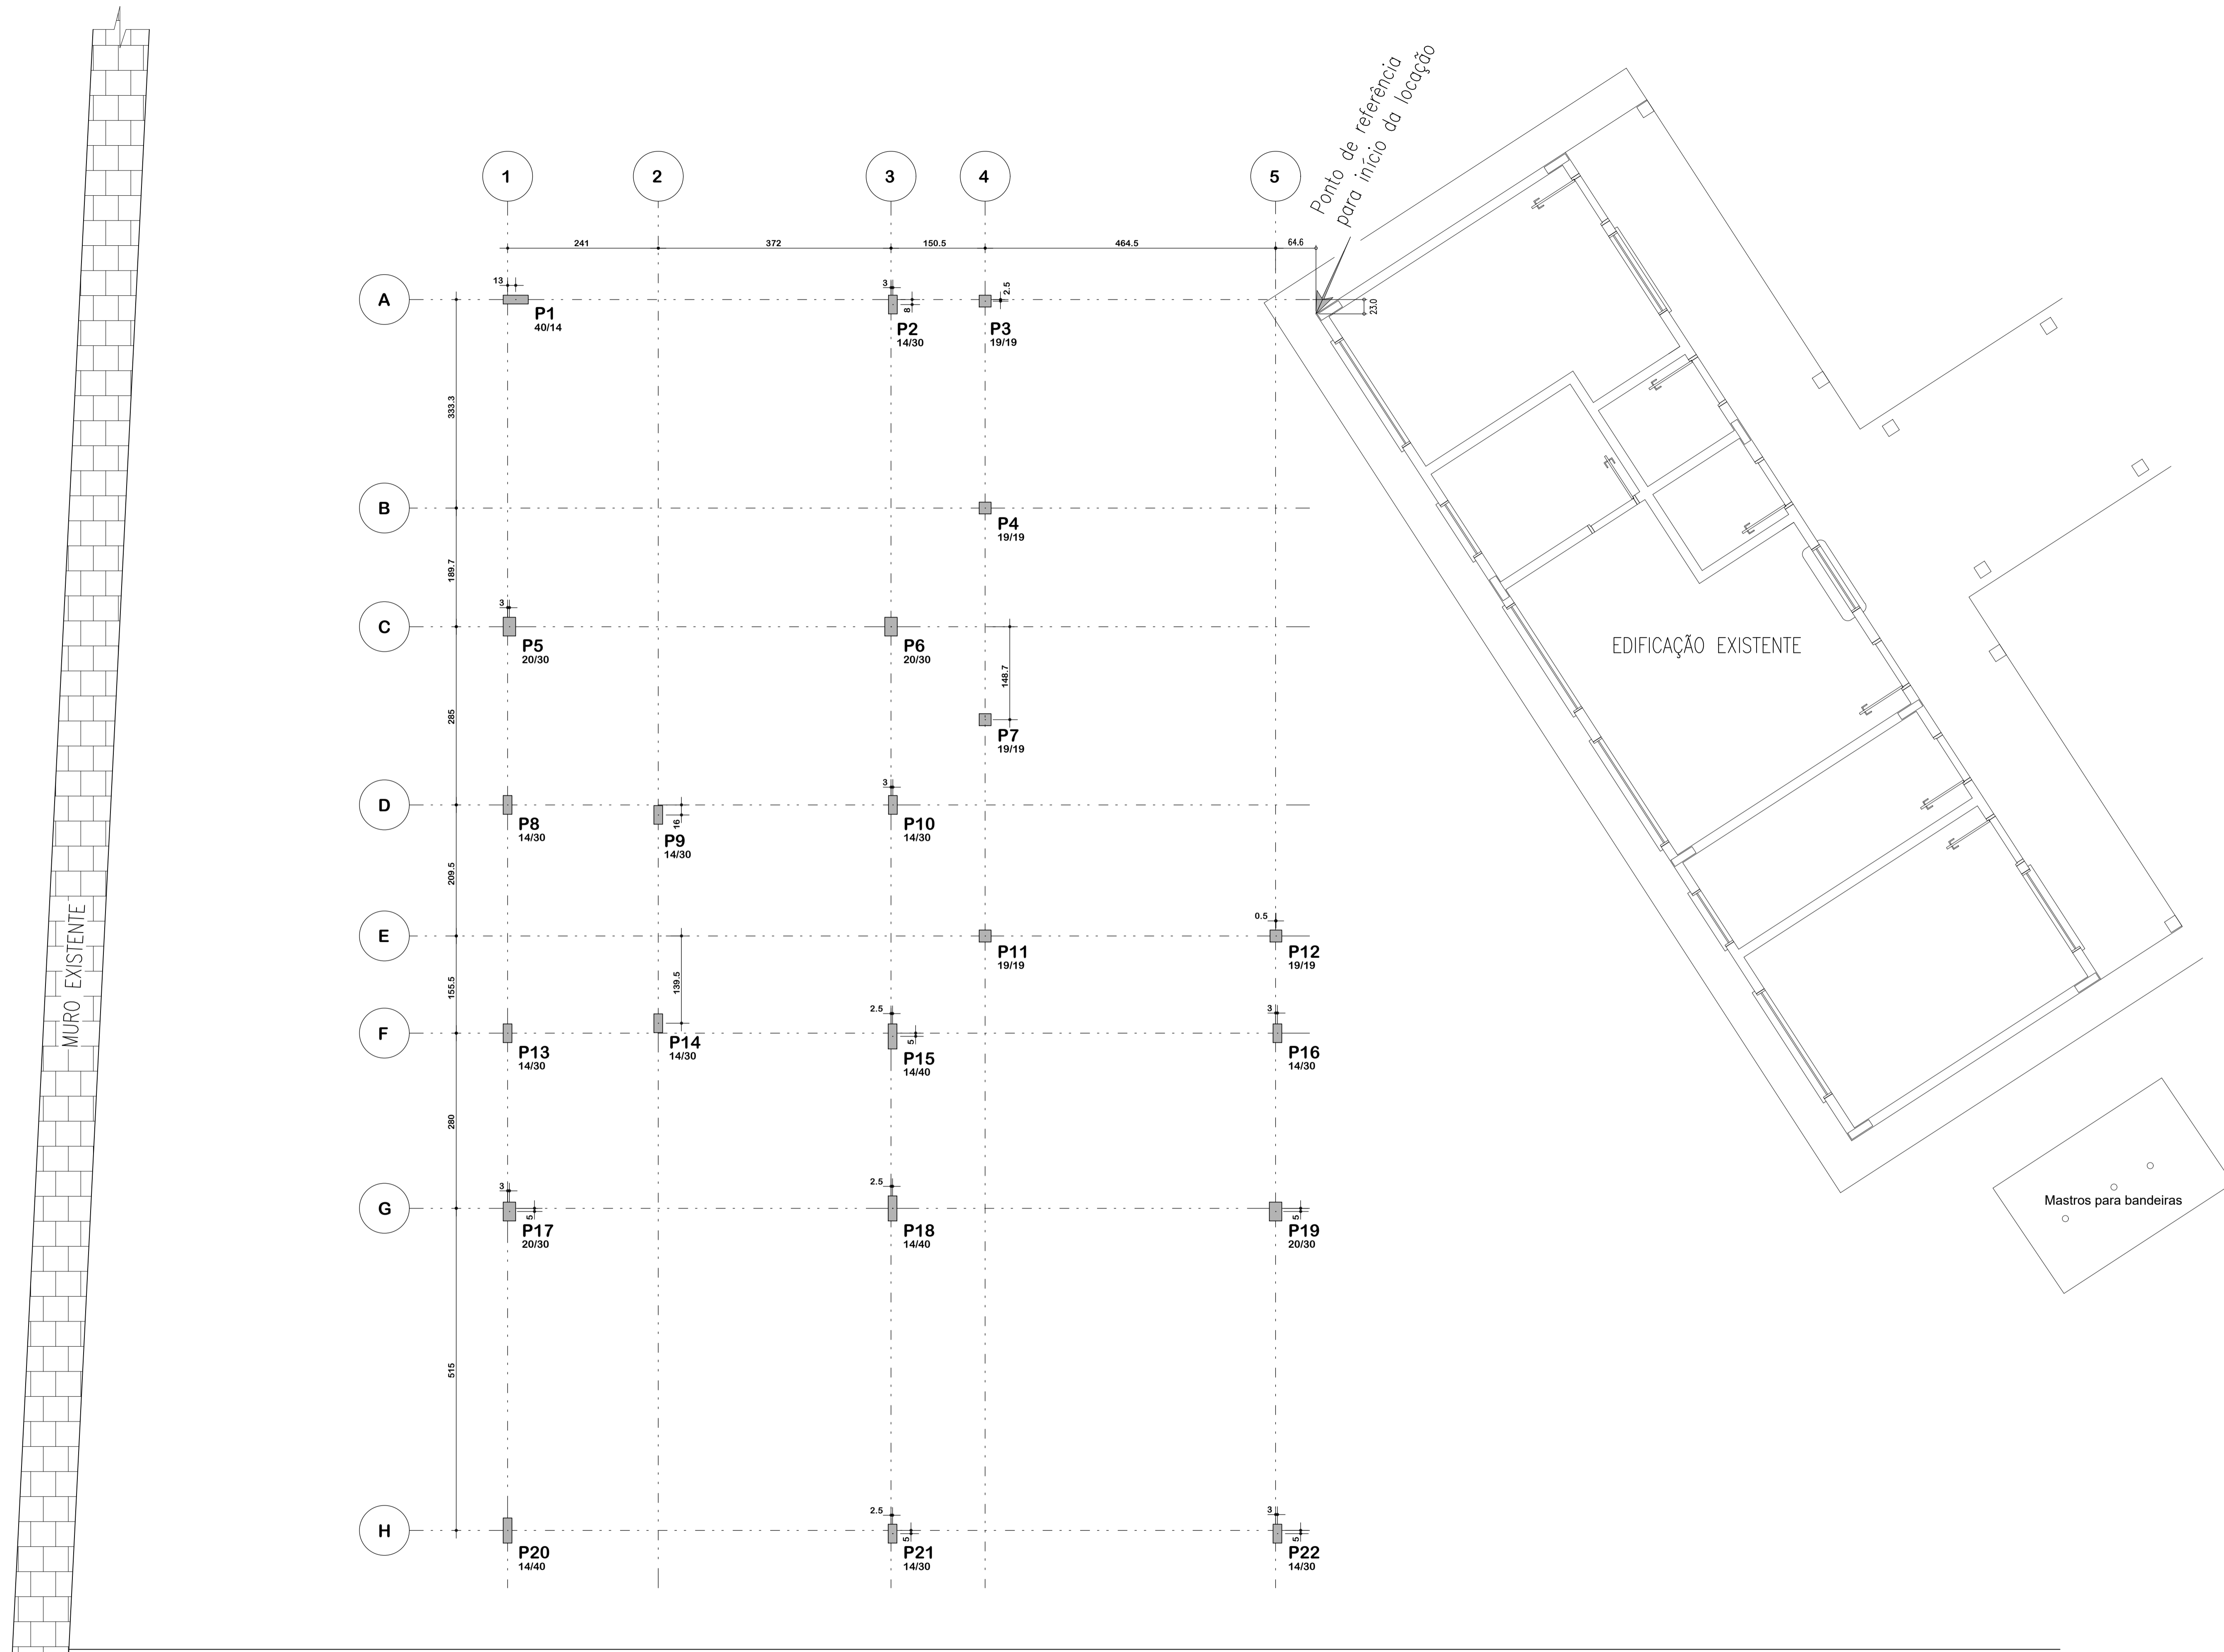 Ponto de referência
para início da locação
1
2
3
4
5
241
372
150.5
464.5
64.6
A
13
P1
40/14
3
8
P2
14/30
2.5
P3
19/19
23.0
333.3
B
P4
19/19
189.7
C
3
P5
20/30
P6
20/30
148.7
EDIFICAÇÃO EXISTENTE
285
P7
19/19
D
P8
14/30
16
P9
14/30
3
P10
14/30
209.5
E
P11
19/19
0.5
P12
19/19
MURO EXISTENTE
155.5
139.5
F
P13
14/30
P14
14/30
2.5
5
P15
14/40
3
P16
14/30
280
G
3
5
P17
20/30
2.5
P18
14/40
5
P19
20/30
Mastros para bandeiras
515
H
P20
14/40
2.5
5
P21
14/30
3
5
P22
14/30